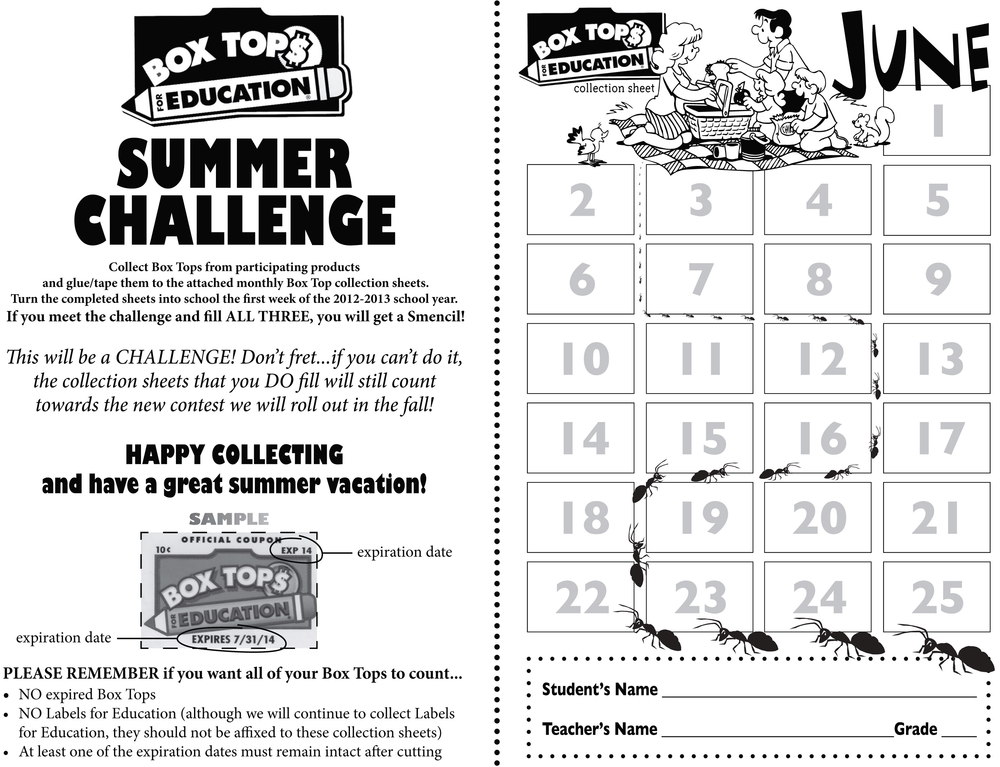 BOX TOP$
FOR EDUCATION®
SUMMER
CHALLENGE
Collect Box Tops from participating products
and glue/tape them to the attached monthly Box Top collection sheets.
Turn the completed sheets into school the first week of the 2012-2013 school year.
If you meet the challenge and fill ALL THREE, you will get a Smencil!
This will be a CHALLENGE! Don’t fret...if you can’t do it,
the collection sheets that you DO fill will still count
towards the new contest we will roll out in the fall!
HAPPY COLLECTING
and have a great summer vacation!
SAMPLE
OFFICIAL COUPON
10¢ EXP 14
expiration date
BOX TOP$
FOR EDUCATION
expiration date
EXPIRES 7/31/14
PLEASE REMEMBER if you want all of your Box Tops to count...
• NO expired Box Tops
• NO Labels for Education (although we will continue to collect Labels
for Education, they should not be affixed to these collection sheets)
• At least one of the expiration dates must remain intact after cutting
BOX TOP$
FOR EDUCATION®
collection sheet
JUNE
CHIP
1
2 3 4 5
6 7 8 9
10 11 12 13
14 15 16 17
18 19 20 21
22 23 24 25
Student’s Name
Teacher’s Name Grade